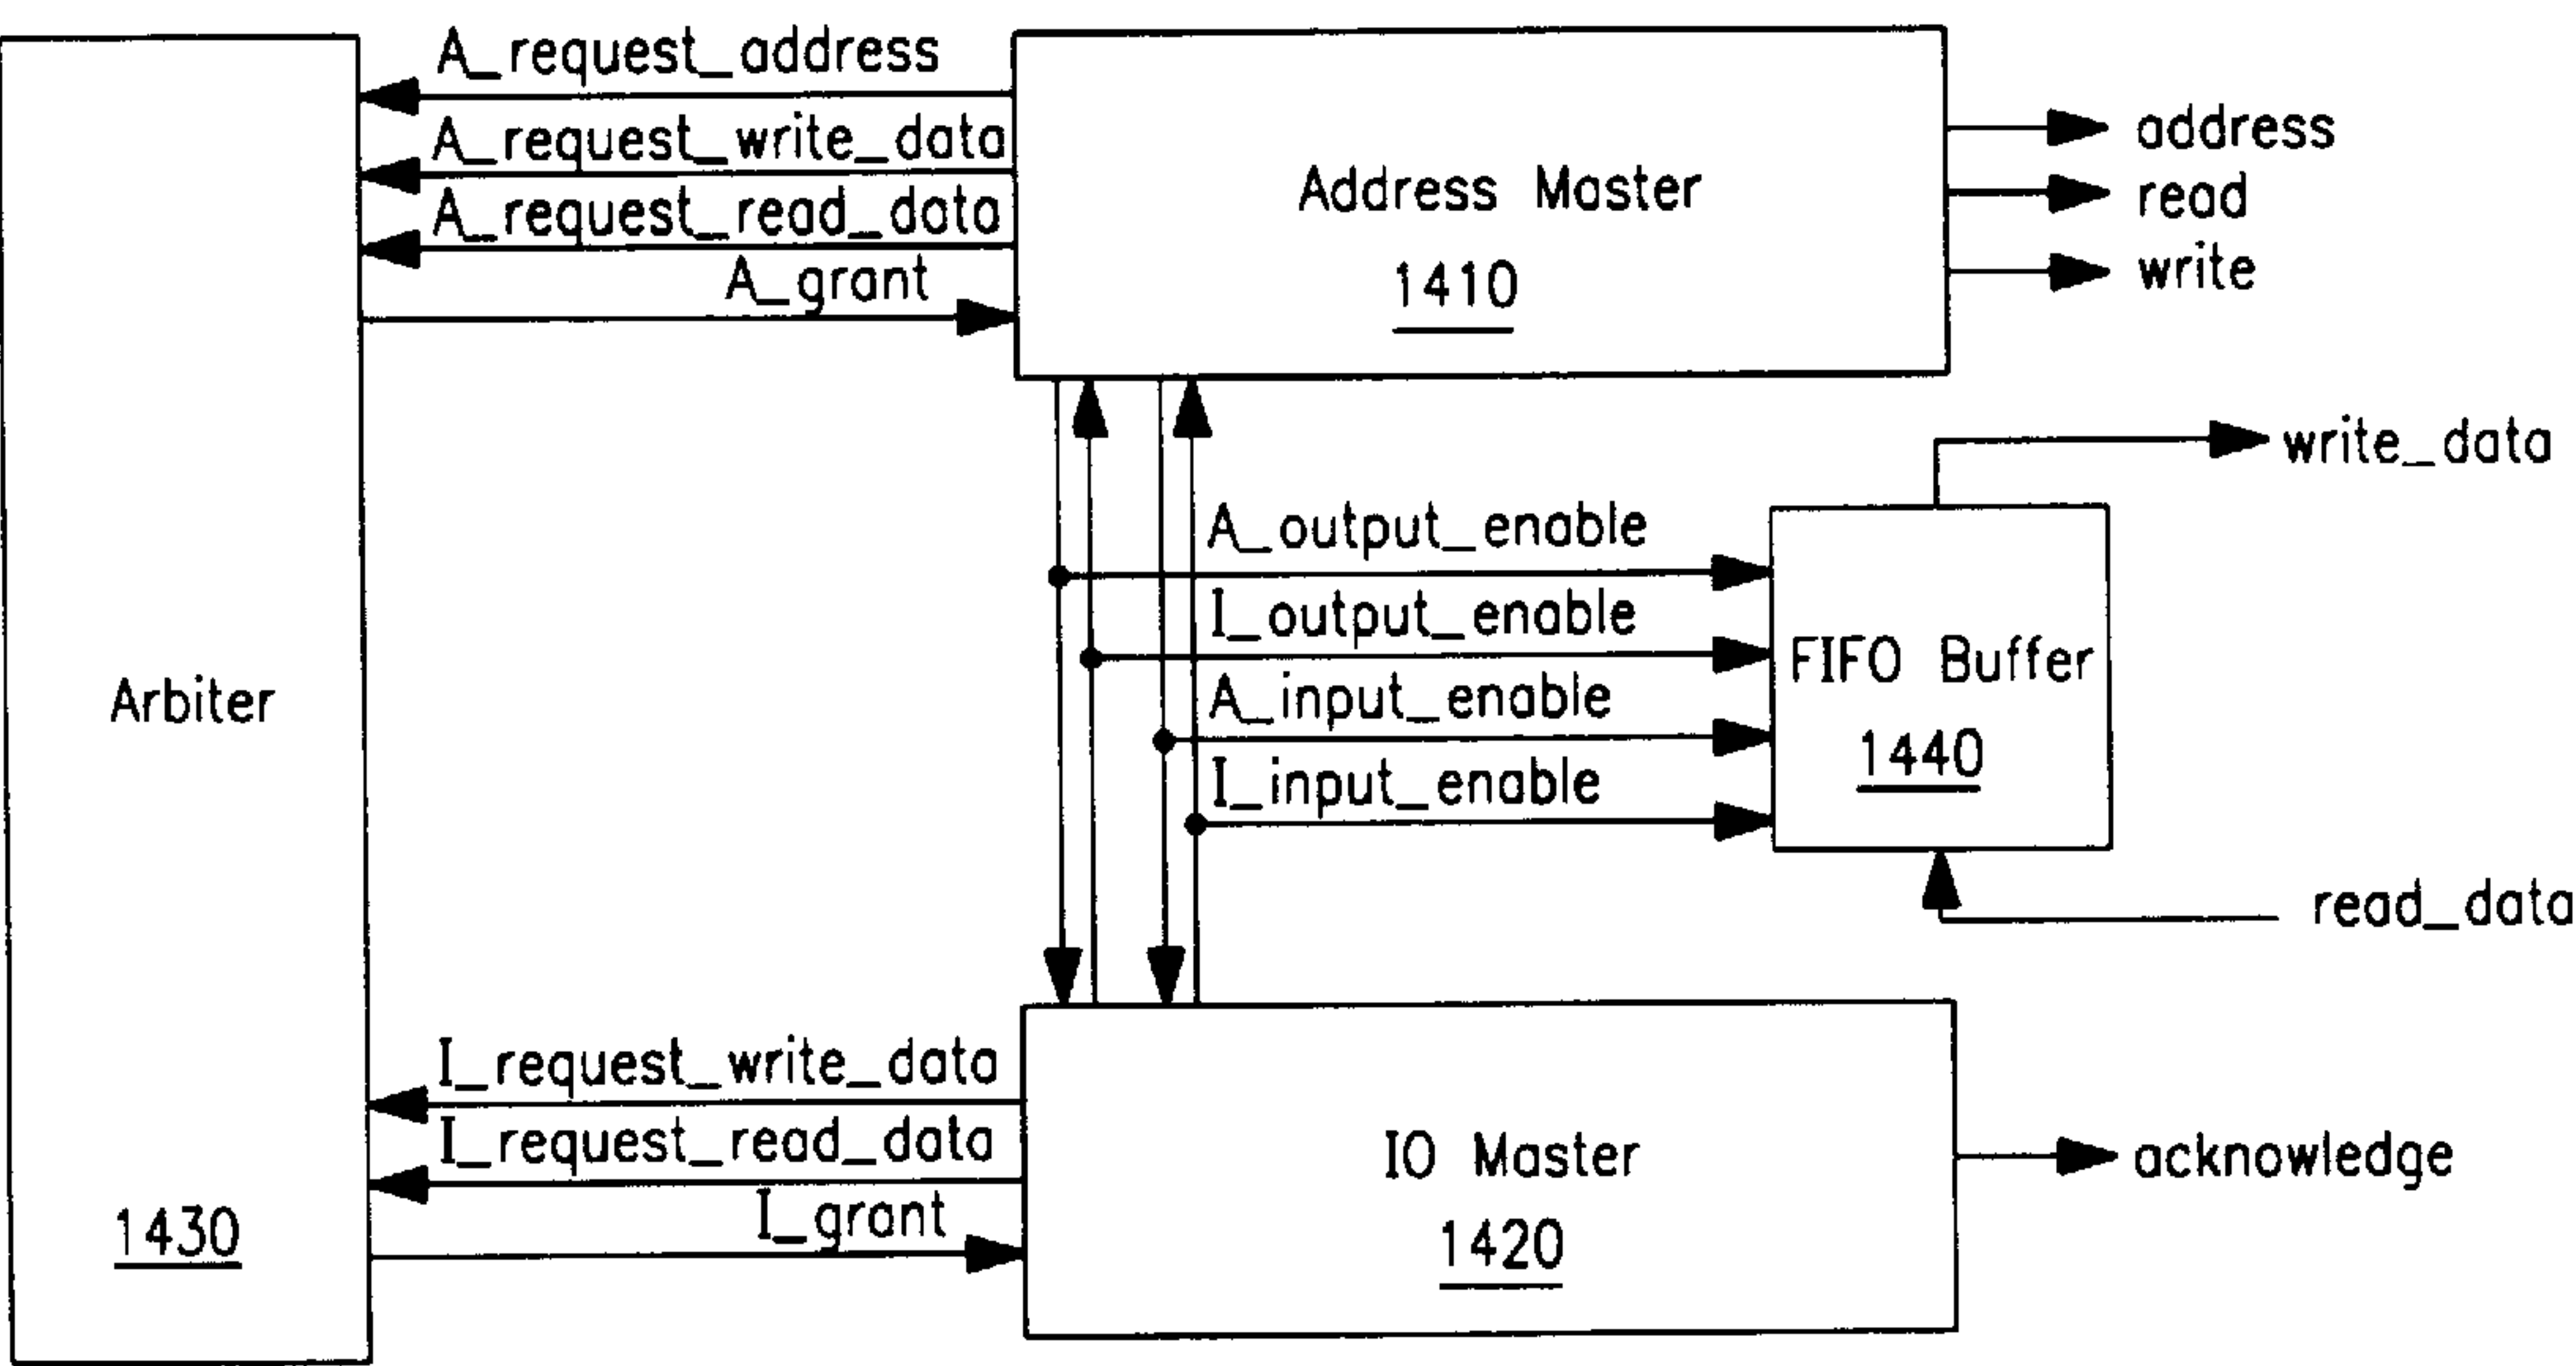 A_request_address
A_request_write_data
A_request_read_data
A_grant
Address Master
1410
address
read
write
write_data
A_output_enable
I_output_enable
A_input_enable
I_input_enable
FIFO Buffer
1440
read_data
Arbiter
1430
I_request_write_data
I_request_read_data
I_grant
IO Master
1420
acknowledge